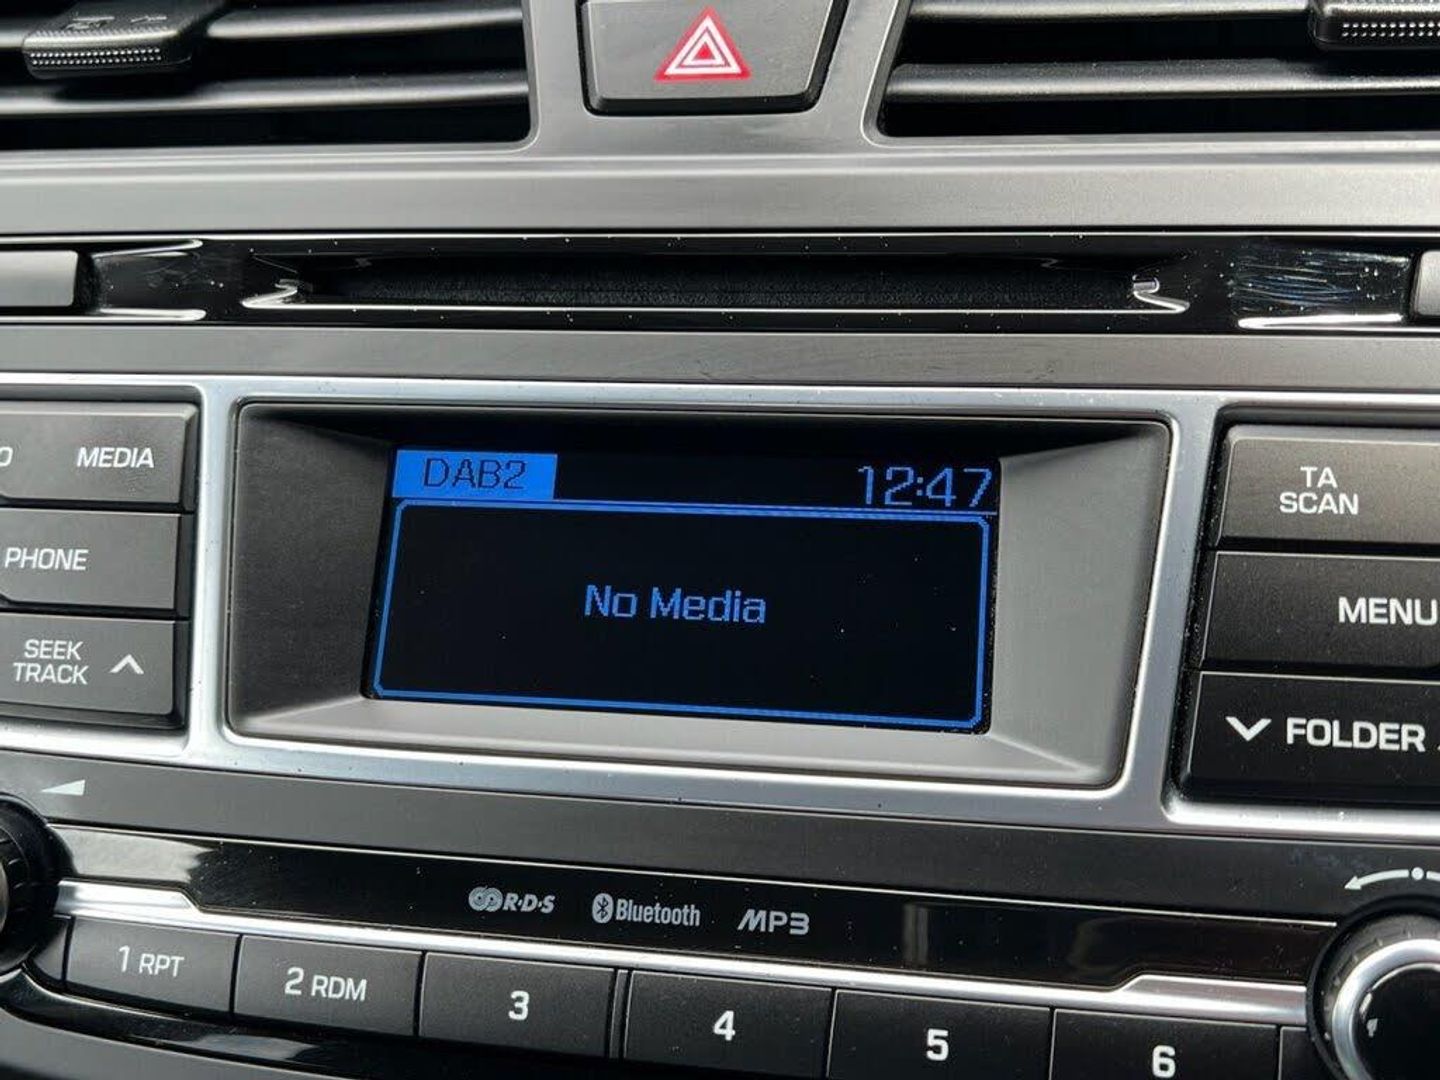 MEDIA
PHONE
SEEK
TRACK
DAB2
12:47
No Media
TA
SCAN
MENU
FOLDER
R·D·S
Bluetooth
MP3
1 RPT
2 RDM
3
4
5
6